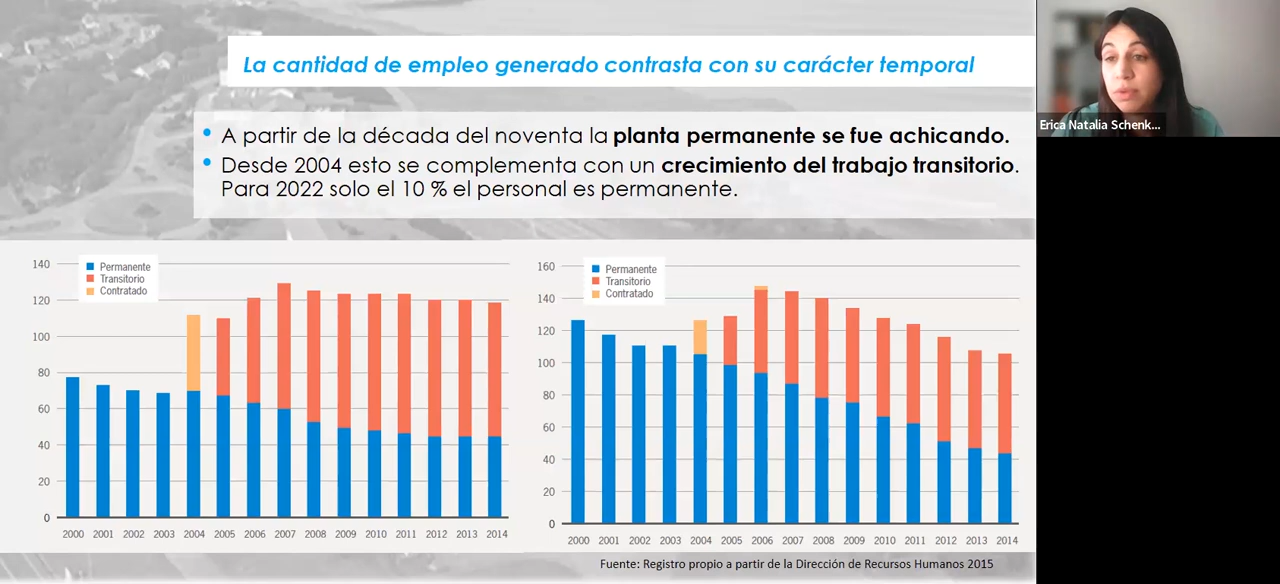 La cantidad de empleo generado contrasta con su carácter temporal
Erica Natalia Schenk...
• A partir de la década del noventa la planta permanente se fue achicando.
• Desde 2004 esto se complementa con un crecimiento del trabajo transitorio.
Para 2022 solo el 10 % el personal es permanente.
Permanente
Transitorio
Contratado
140
120
100
80
60
40
20
0
2000 2001 2002 2003 2004 2005 2006 2007 2008 2009 2010 2011 2012 2013 2014
Permanente
Transitorio
Contratado
160
140
120
100
80
60
40
20
0
2000 2001 2002 2003 2004 2005 2006 2007 2008 2009 2010 2011 2012 2013 2014
Fuente: Registro propio a partir de la Dirección de Recursos Humanos 2015